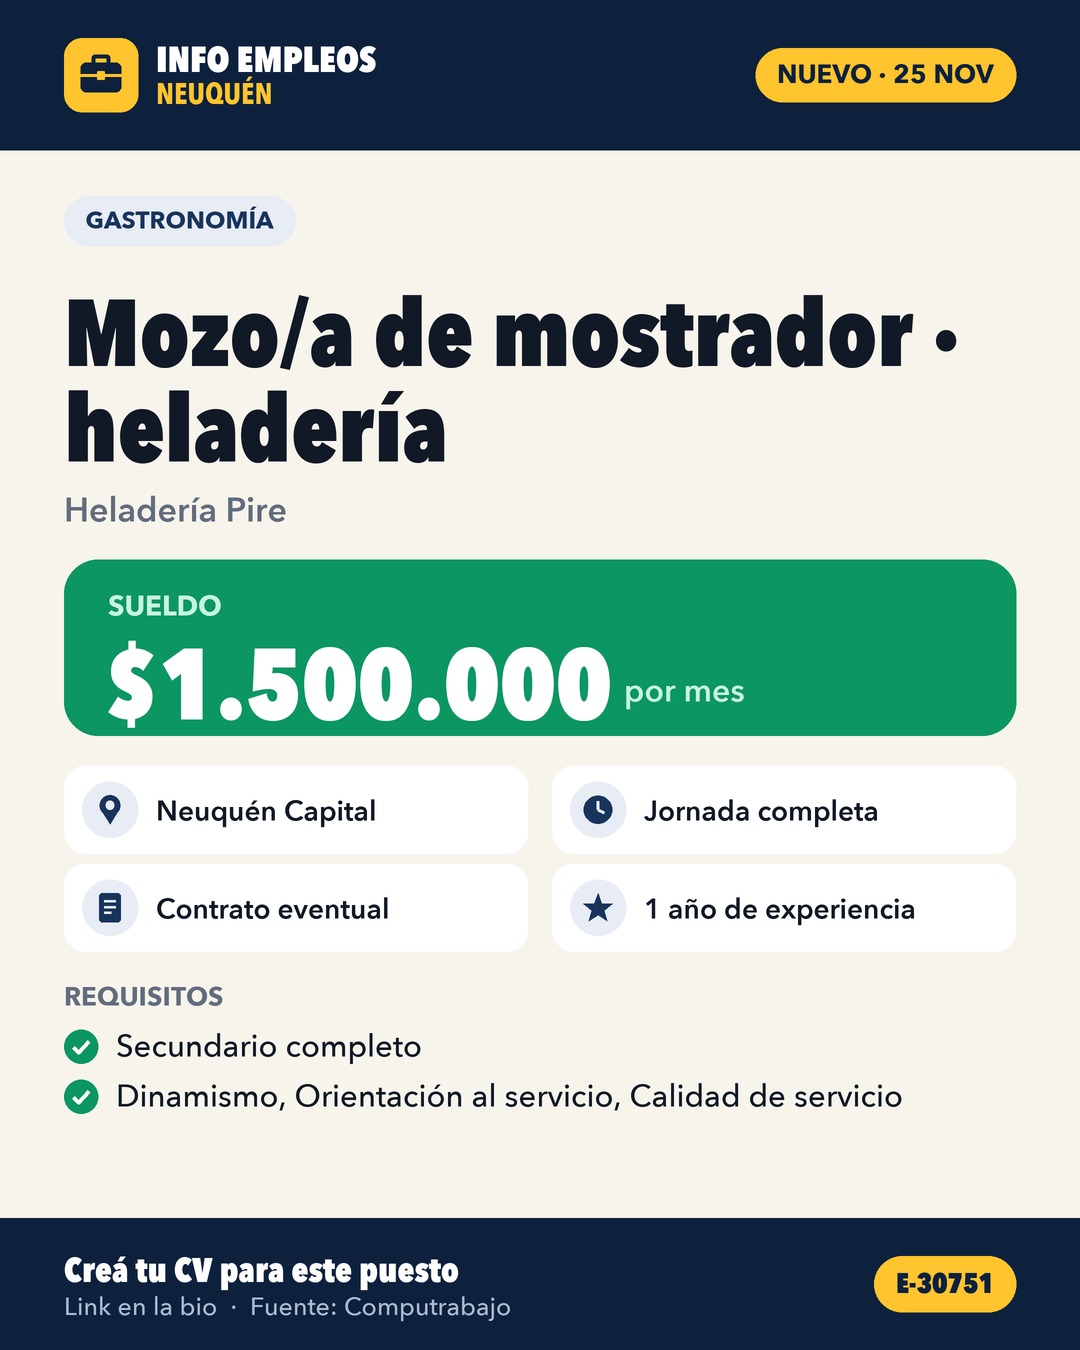 INFO EMPLEOS
NEUQUÉN
NUEVO · 25 NOV
GASTRONOMÍA
Mozo/a de mostrador ·
heladería
Heladería Pire
SUELDO
$1.500.000 por mes
Neuquén Capital
Jornada completa
Contrato eventual
1 año de experiencia
REQUISITOS
Secundario completo
Dinamismo, Orientación al servicio, Calidad de servicio
Creá tu CV para este puesto
Link en la bio · Fuente: Computrabajo
E-30751